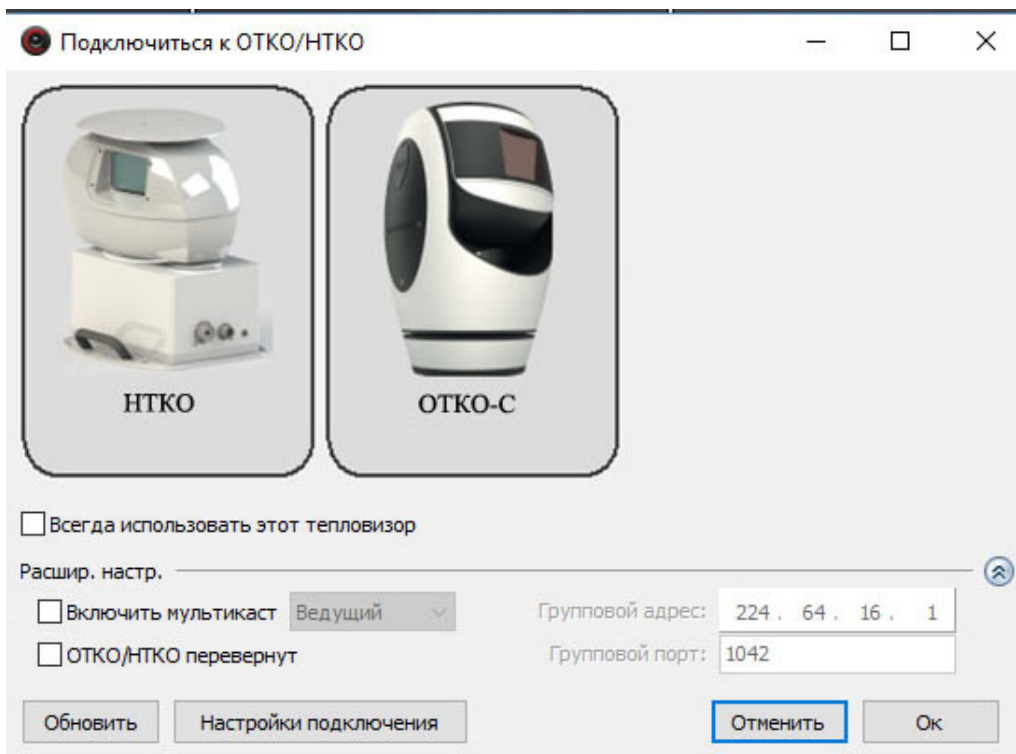 Подключиться к ОТКО/НТКО
НТКО
ОТКО-С
Всегда использовать этот тепловизор
Расшир. настр.
Включить мультикаст Ведущий Групповой адрес: 224 . 64 . 16 . 1
ОТКО/НТКО перевернут Групповой порт: 1042
Обновить Настройки подключения Отменить Ок